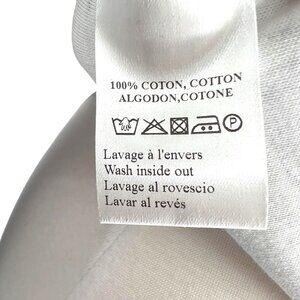 100% COTON, COTTON
ALGODON,COTONE
P
Lavage à l'envers
Wash inside out
Lavage al rovescio
Lavar al revés